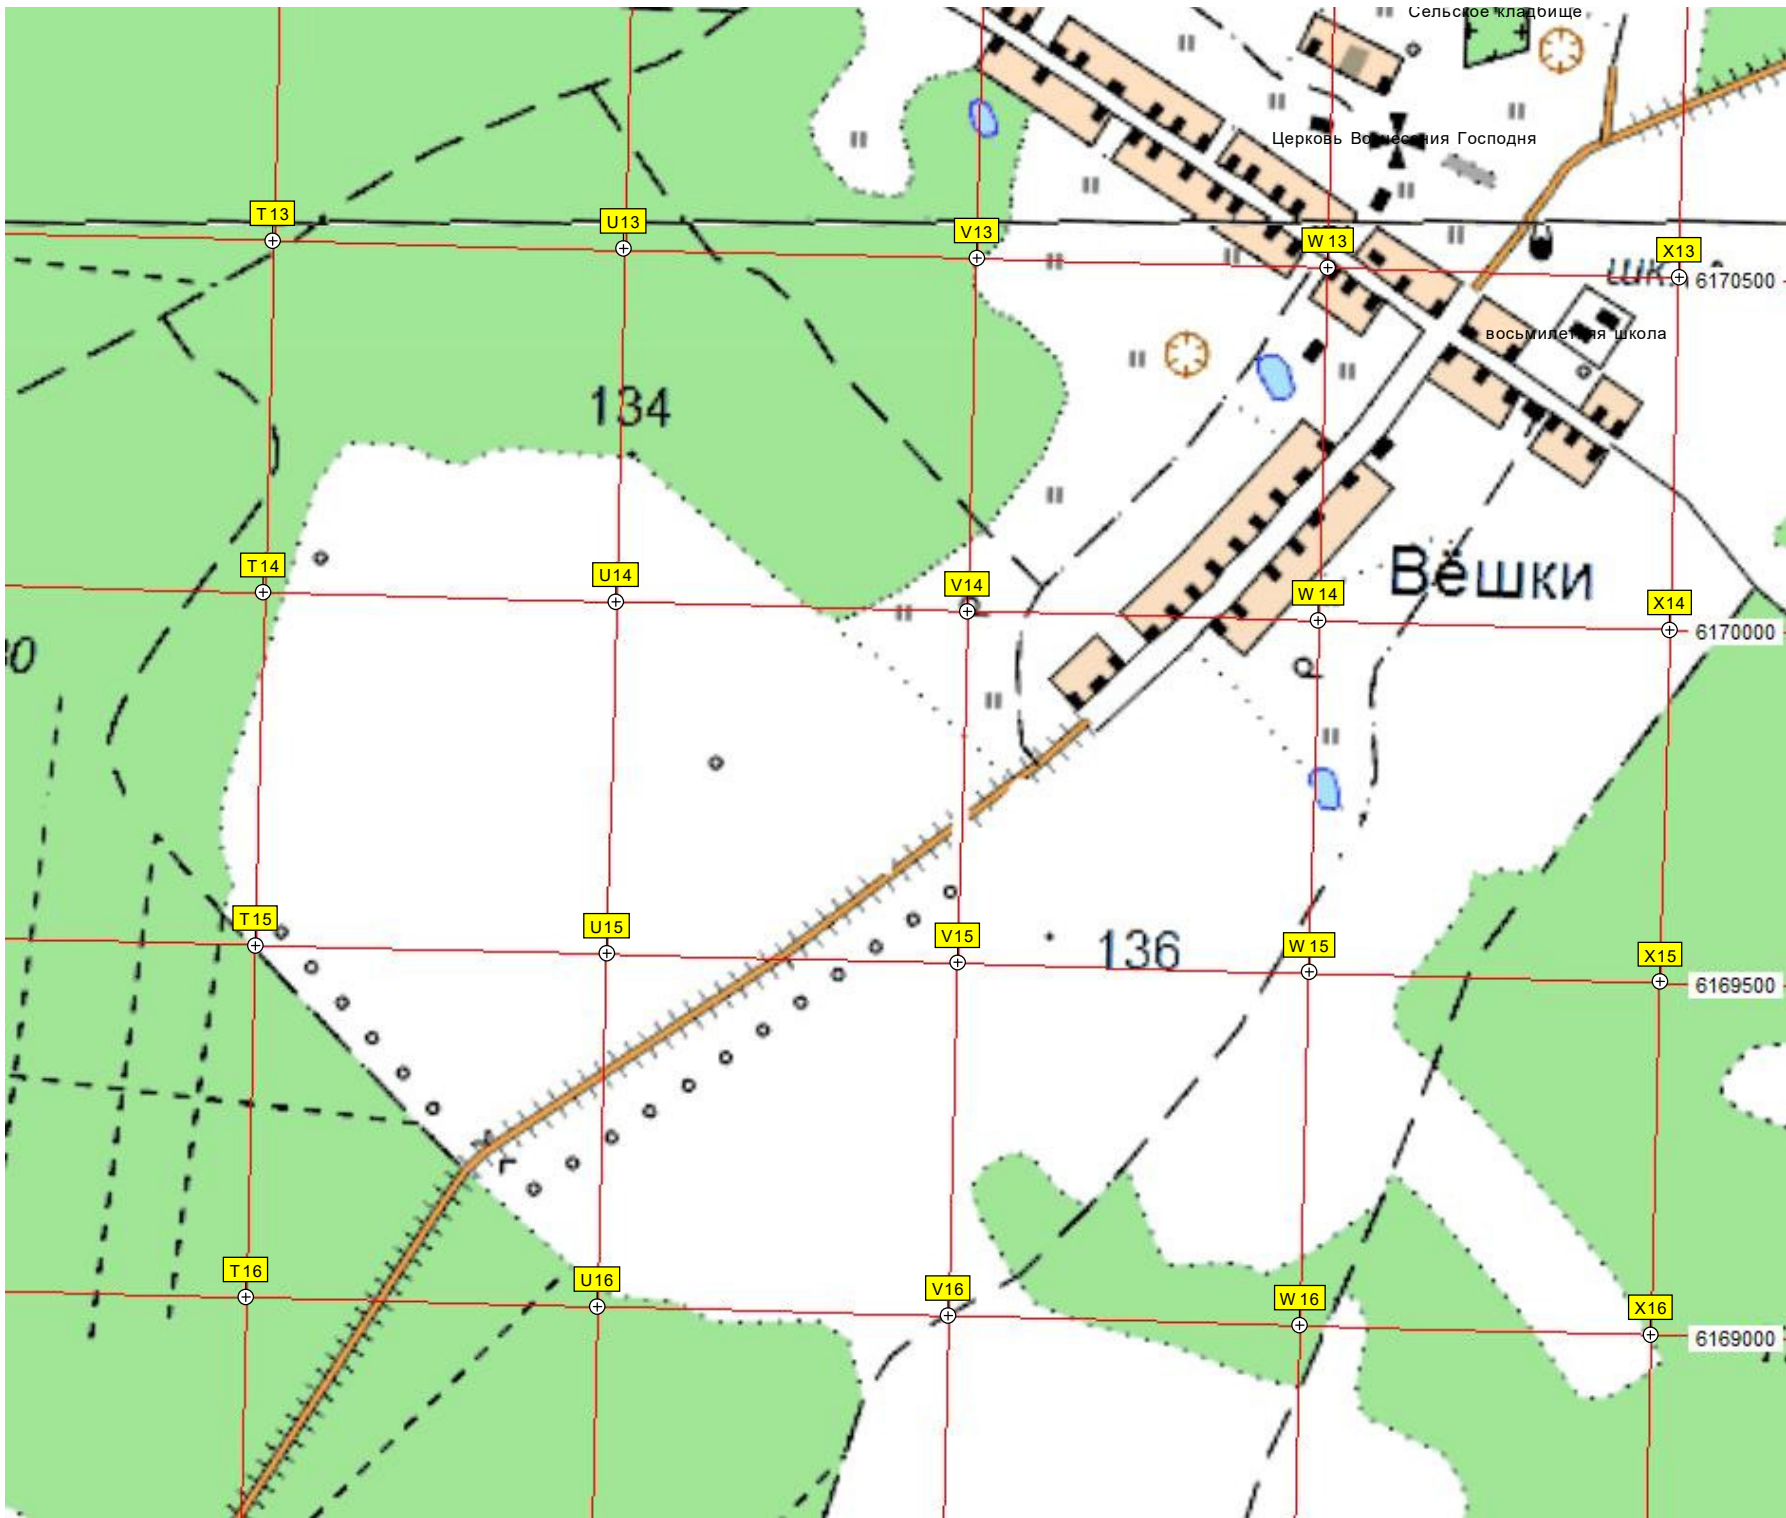 Сельское кладбище
Церковь Вознесения Господня
T13
U13
V13
W13
X13
шк.
6170500
восьмилетняя школа
134
T14
U14
V14
W14
X14
Вёшки
6170000
T15
U15
V15
W15
X15
136
6169500
T16
U16
V16
W16
X16
6169000